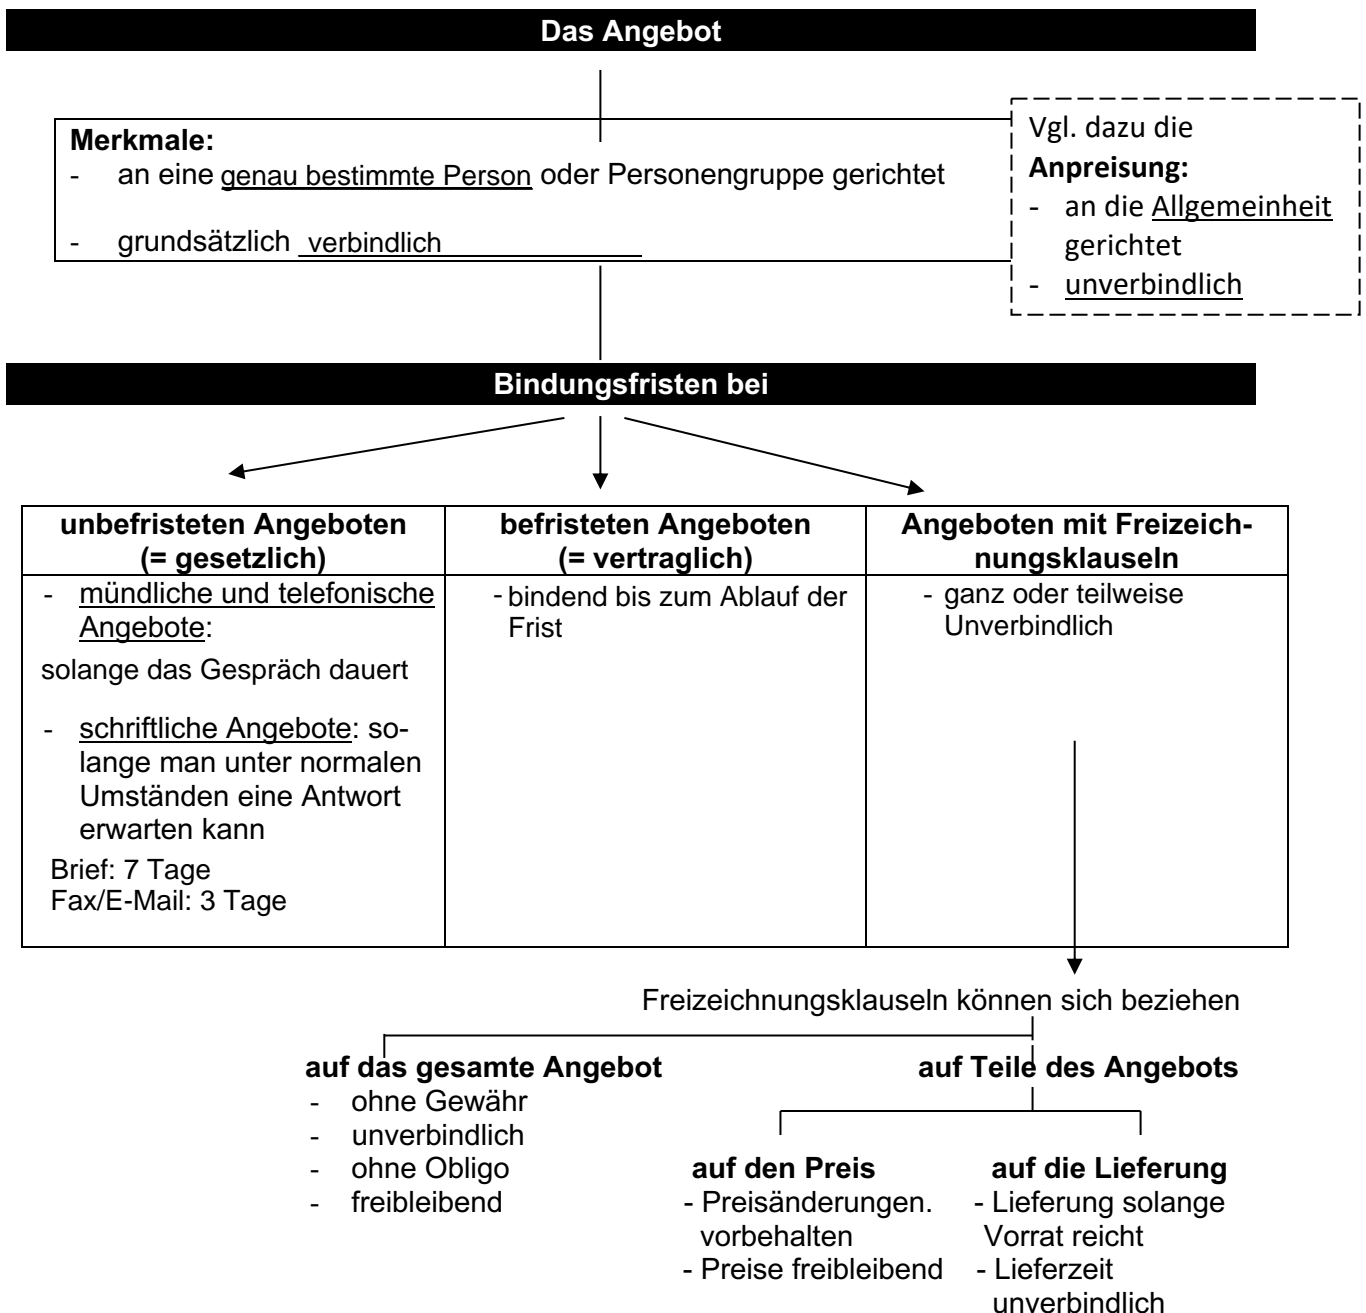 Das Angebot
Merkmale:
- an eine genau bestimmte Person oder Personengruppe gerichtet
- grundsätzlich verbindlich
Vgl. dazu die
Anpreisung:
- an die Allgemeinheit
gerichtet
- unverbindlich
Bindungsfristen bei
unbefristeten Angeboten
(= gesetzlich)
- mündliche und telefonische
Angebote:
solange das Gespräch dauert
- schriftliche Angebote: so-
lange man unter normalen
Umständen eine Antwort
erwarten kann
Brief: 7 Tage
Fax/E-Mail: 3 Tage
befristeten Angeboten
(= vertraglich)
- bindend bis zum Ablauf der
Frist
Angeboten mit Freizeich-
nungsklauseln
- ganz oder teilweise
Unverbindlich
Freizeichnungsklauseln können sich beziehen
auf das gesamte Angebot
- ohne Gewähr
- unverbindlich
- ohne Obligo
- freibleibend
auf Teile des Angebots
auf den Preis
- Preisänderungen.
vorbehalten
- Preise freibleibend
auf die Lieferung
- Lieferung solange
Vorrat reicht
- Lieferzeit
unverbindlich